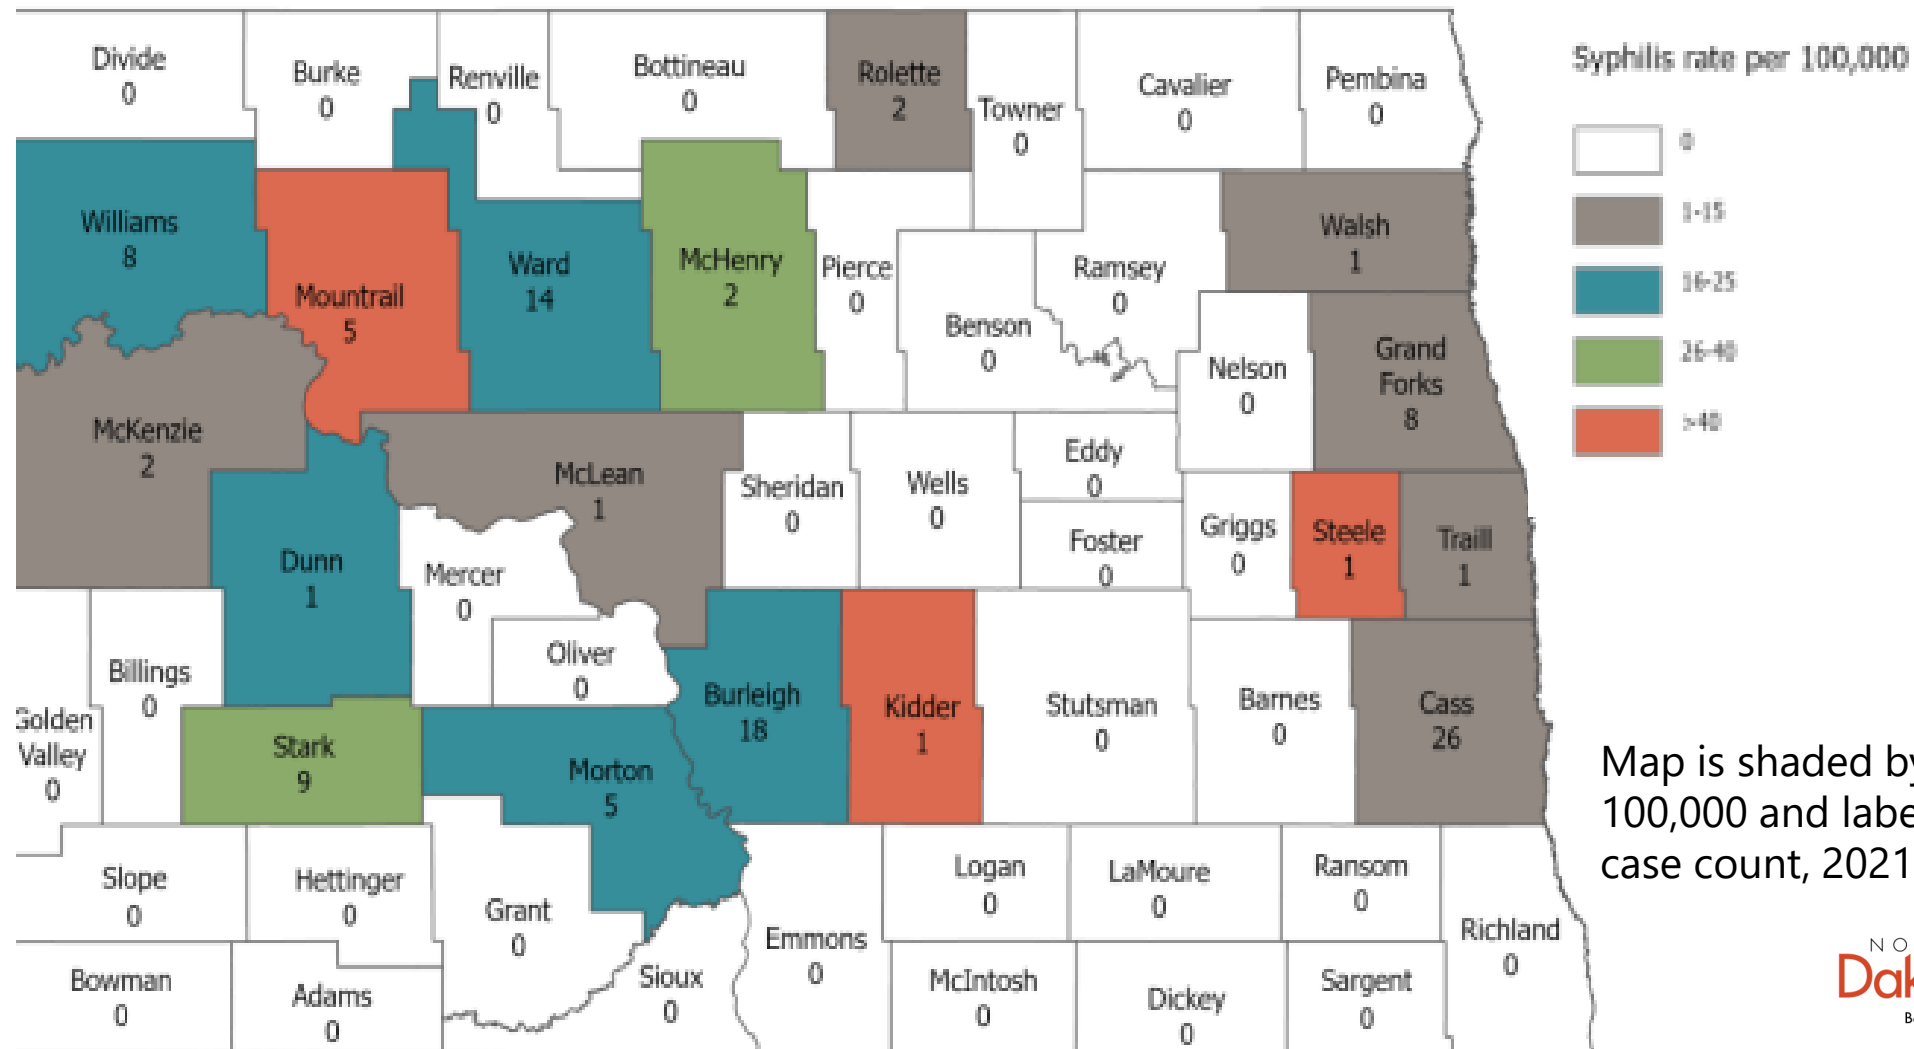 Divide
0
Burke
0
Renville
0
Bottineau
0
Rolette
2
Towner
0
Cavalier
0
Pembina
0
Williams
8
Mountrail
5
Ward
14
McHenry
2
Pierce
0
Benson
0
Ramsey
0
Walsh
1
Nelson
0
Grand
Forks
8
McKenzie
2
McLean
1
Sheridan
0
Wells
0
Eddy
0
Foster
0
Griggs
0
Steele
1
Traill
1
Dunn
1
Mercer
0
Oliver
0
Billings
0
Golden
Valley
0
Stark
9
Morton
5
Burleigh
18
Kidder
1
Stutsman
0
Barnes
0
Cass
26
Slope
0
Hettinger
0
Grant
0
Emmons
0
Logan
0
LaMoure
0
Ransom
0
Richland
0
Bowman
0
Adams
0
Sioux
0
McIntosh
0
Dickey
0
Sargent
0
Syphilis rate per 100,000
0
1-15
16-25
26-40
>40
Map is shaded by
100,000 and labe
case count, 2021
NO
Dak
B